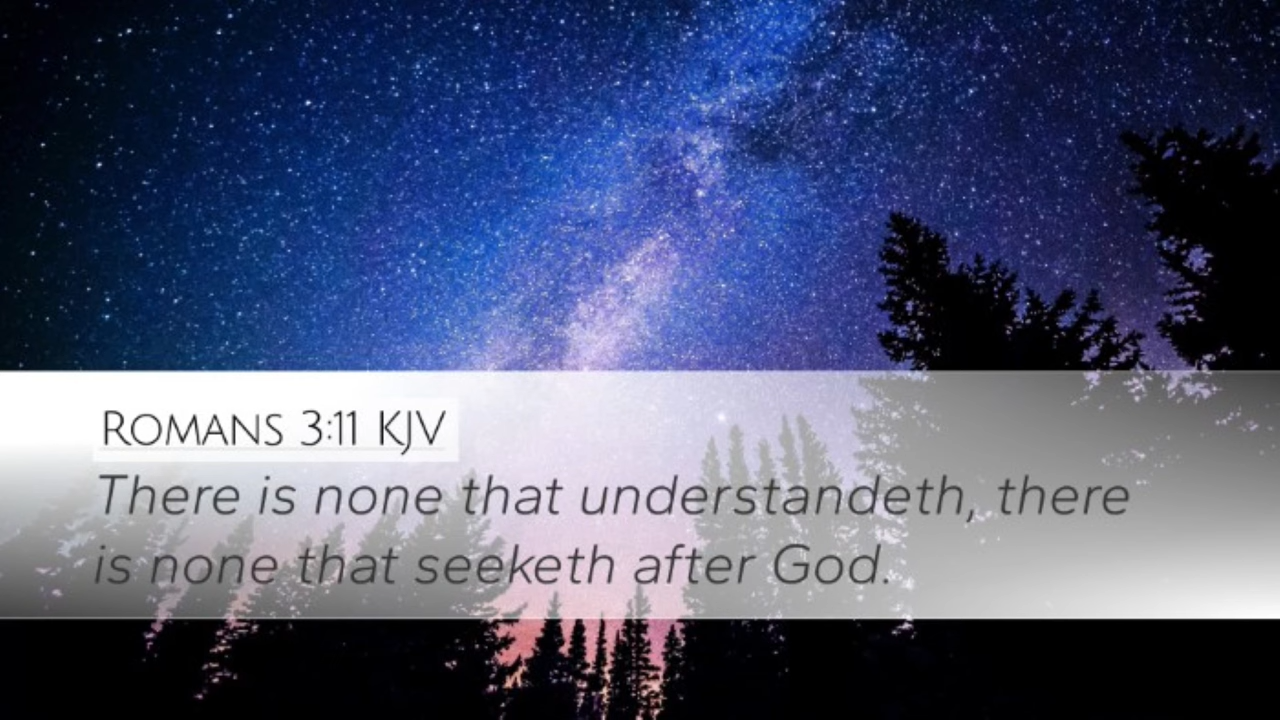 Romans 3:11 KJV
There is none that understandeth, there
is none that seeketh after God.